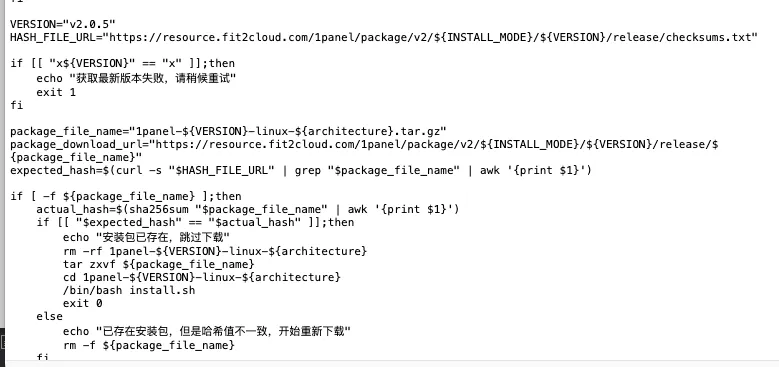 VERSION="v2.0.5"
HASH_FILE_URL="https://resource.fit2cloud.com/1panel/package/v2/${INSTALL_MODE}/${VERSION}/release/checksums.txt"
if [[ "x${VERSION}" == "x" ]];then
echo "获取最新版本失败，请稍候重试"
exit 1
fi
package_file_name="1panel-${VERSION}-linux-${architecture}.tar.gz"
package_download_url="https://resource.fit2cloud.com/1panel/package/v2/${INSTALL_MODE}/${VERSION}/release/$
{package_file_name}"
expected_hash=$(curl -s "$HASH_FILE_URL" | grep "$package_file_name" | awk '{print $1}')
if [ -f ${package_file_name} ];then
actual_hash=$(sha256sum "$package_file_name" | awk '{print $1}')
if [[ "$expected_hash" == "$actual_hash" ]];then
echo "安装包已存在，跳过下载"
rm -rf 1panel-${VERSION}-linux-${architecture}
tar zxvf ${package_file_name}
cd 1panel-${VERSION}-linux-${architecture}
/bin/bash install.sh
exit 0
else
echo "已存在安装包，但是哈希值不一致，开始重新下载"
rm -f ${package_file_name}
fi